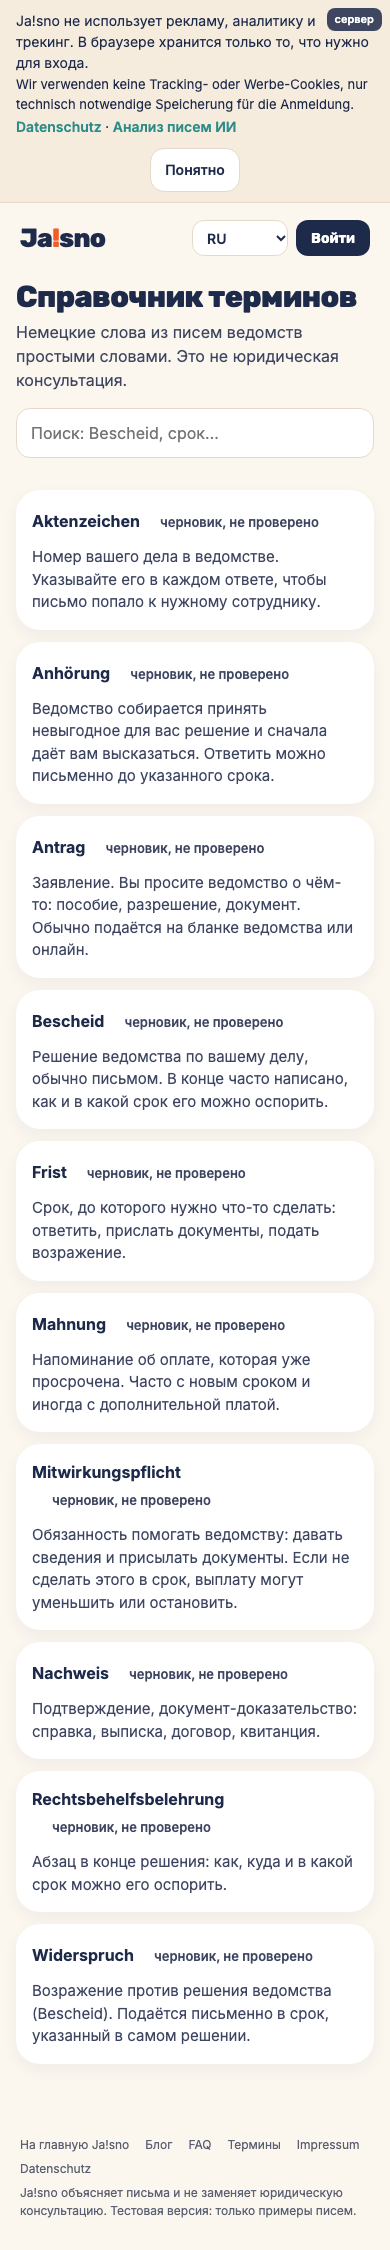 Ja!sno не использует рекламу, аналитику и
сервер
трекинг. В браузере хранится только то, что нужно
для входа.
Wir verwenden keine Tracking- oder Werbe-Cookies, nur
technisch notwendige Speicherung für die Anmeldung.
Datenschutz · Анализ писем ИИ
Понятно
Ja!sno
RU
Войти
Справочник терминов
Немецкие слова из писем ведомств
простыми словами. Это не юридическая
консультация.
Поиск: Bescheid, срок...
Aktenzeichen черновик, не проверено
Номер вашего дела в ведомстве.
Указывайте его в каждом ответе, чтобы
письмо попало к нужному сотруднику.
Anhörung черновик, не проверено
Ведомство собирается принять
невыгодное для вас решение и сначала
даёт вам высказаться. Ответить можно
письменно до указанного срока.
Antrag черновик, не проверено
Заявление. Вы просите ведомство о чём-
то: пособие, разрешение, документ.
Обычно подаётся на бланке ведомства или
онлайн.
Bescheid черновик, не проверено
Решение ведомства по вашему делу,
обычно письмом. В конце часто написано,
как и в какой срок его можно оспорить.
Frist черновик, не проверено
Срок, до которого нужно что-то сделать:
ответить, прислать документы, подать
возражение.
Mahnung черновик, не проверено
Напоминание об оплате, которая уже
просрочена. Часто с новым сроком и
иногда с дополнительной платой.
Mitwirkungspflicht
черновик, не проверено
Обязанность помогать ведомству: давать
сведения и присылать документы. Если не
сделать этого в срок, выплату могут
уменьшить или остановить.
Nachweis черновик, не проверено
Подтверждение, документ-доказательство:
справка, выписка, договор, квитанция.
Rechtsbehelfsbelehrung
черновик, не проверено
Абзац в конце решения: как, куда и в какой
срок можно его оспорить.
Widerspruch черновик, не проверено
Возражение против решения ведомства
(Bescheid). Подаётся письменно в срок,
указанный в самом решении.
На главную Ja!sno Блог FAQ Термины Impressum
Datenschutz
Ja!sno объясняет письма и не заменяет юридическую
консультацию. Тестовая версия: только примеры писем.